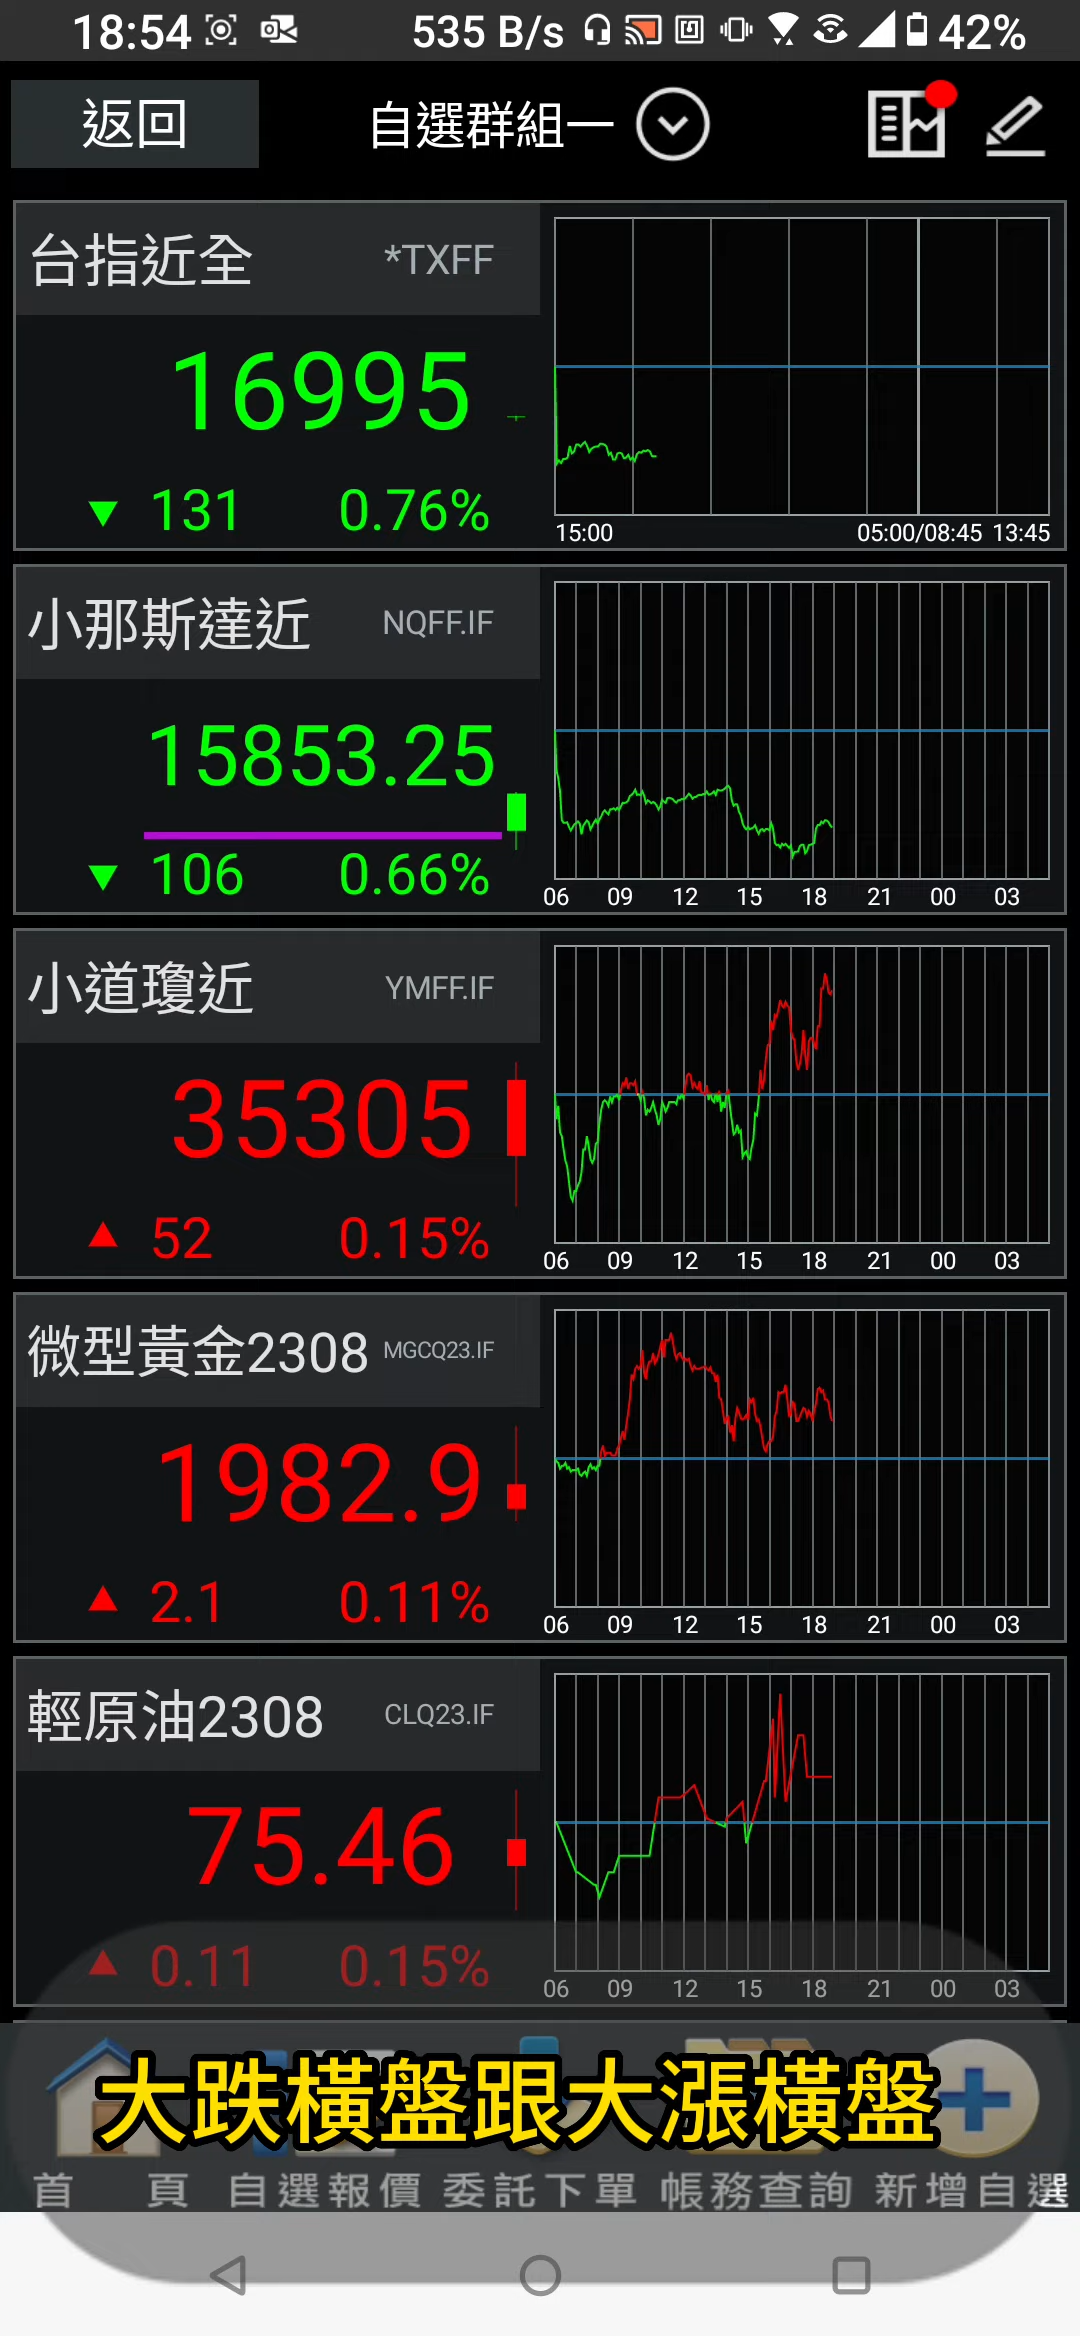 18:54 535 B/s 42%
返回 自選群組一
台指近全 *TXFF
16995
▼ 131 0.76%
15:00 05:00/08:45 13:45
小那斯達近 NQFF.IF
15853.25
▼ 106 0.66%
06 09 12 15 18 21 00 03
小道瓊近 YMFF.IF
35305
▲ 52 0.15%
06 09 12 15 18 21 00 03
微型黃金2308 MGCQ23.IF
1982.9
▲ 2.1 0.11%
06 09 12 15 18 21 00 03
輕原油2308 CLQ23.IF
75.46
▲ 0.11 0.15%
06 09 12 15 18 21 00 03
大跌橫盤跟大漲橫盤
首頁 自選報價 委託下單 帳務查詢 新增自選